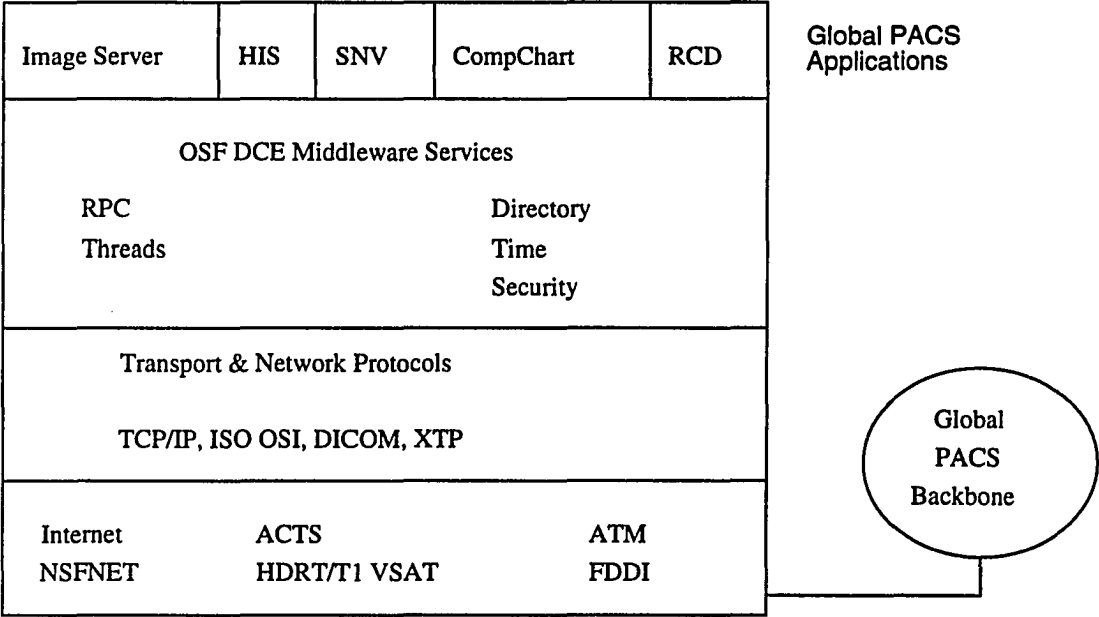 Image Server HIS SNV CompChart RCD
Global PACS
Applications
OSF DCE Middleware Services
RPC Directory
Threads Time
Security
Transport & Network Protocols
TCP/IP, ISO OSI, DICOM, XTP
Global
PACS
Backbone
Internet ACTS ATM
NSFNET HDRT/T1 VSAT FDDI